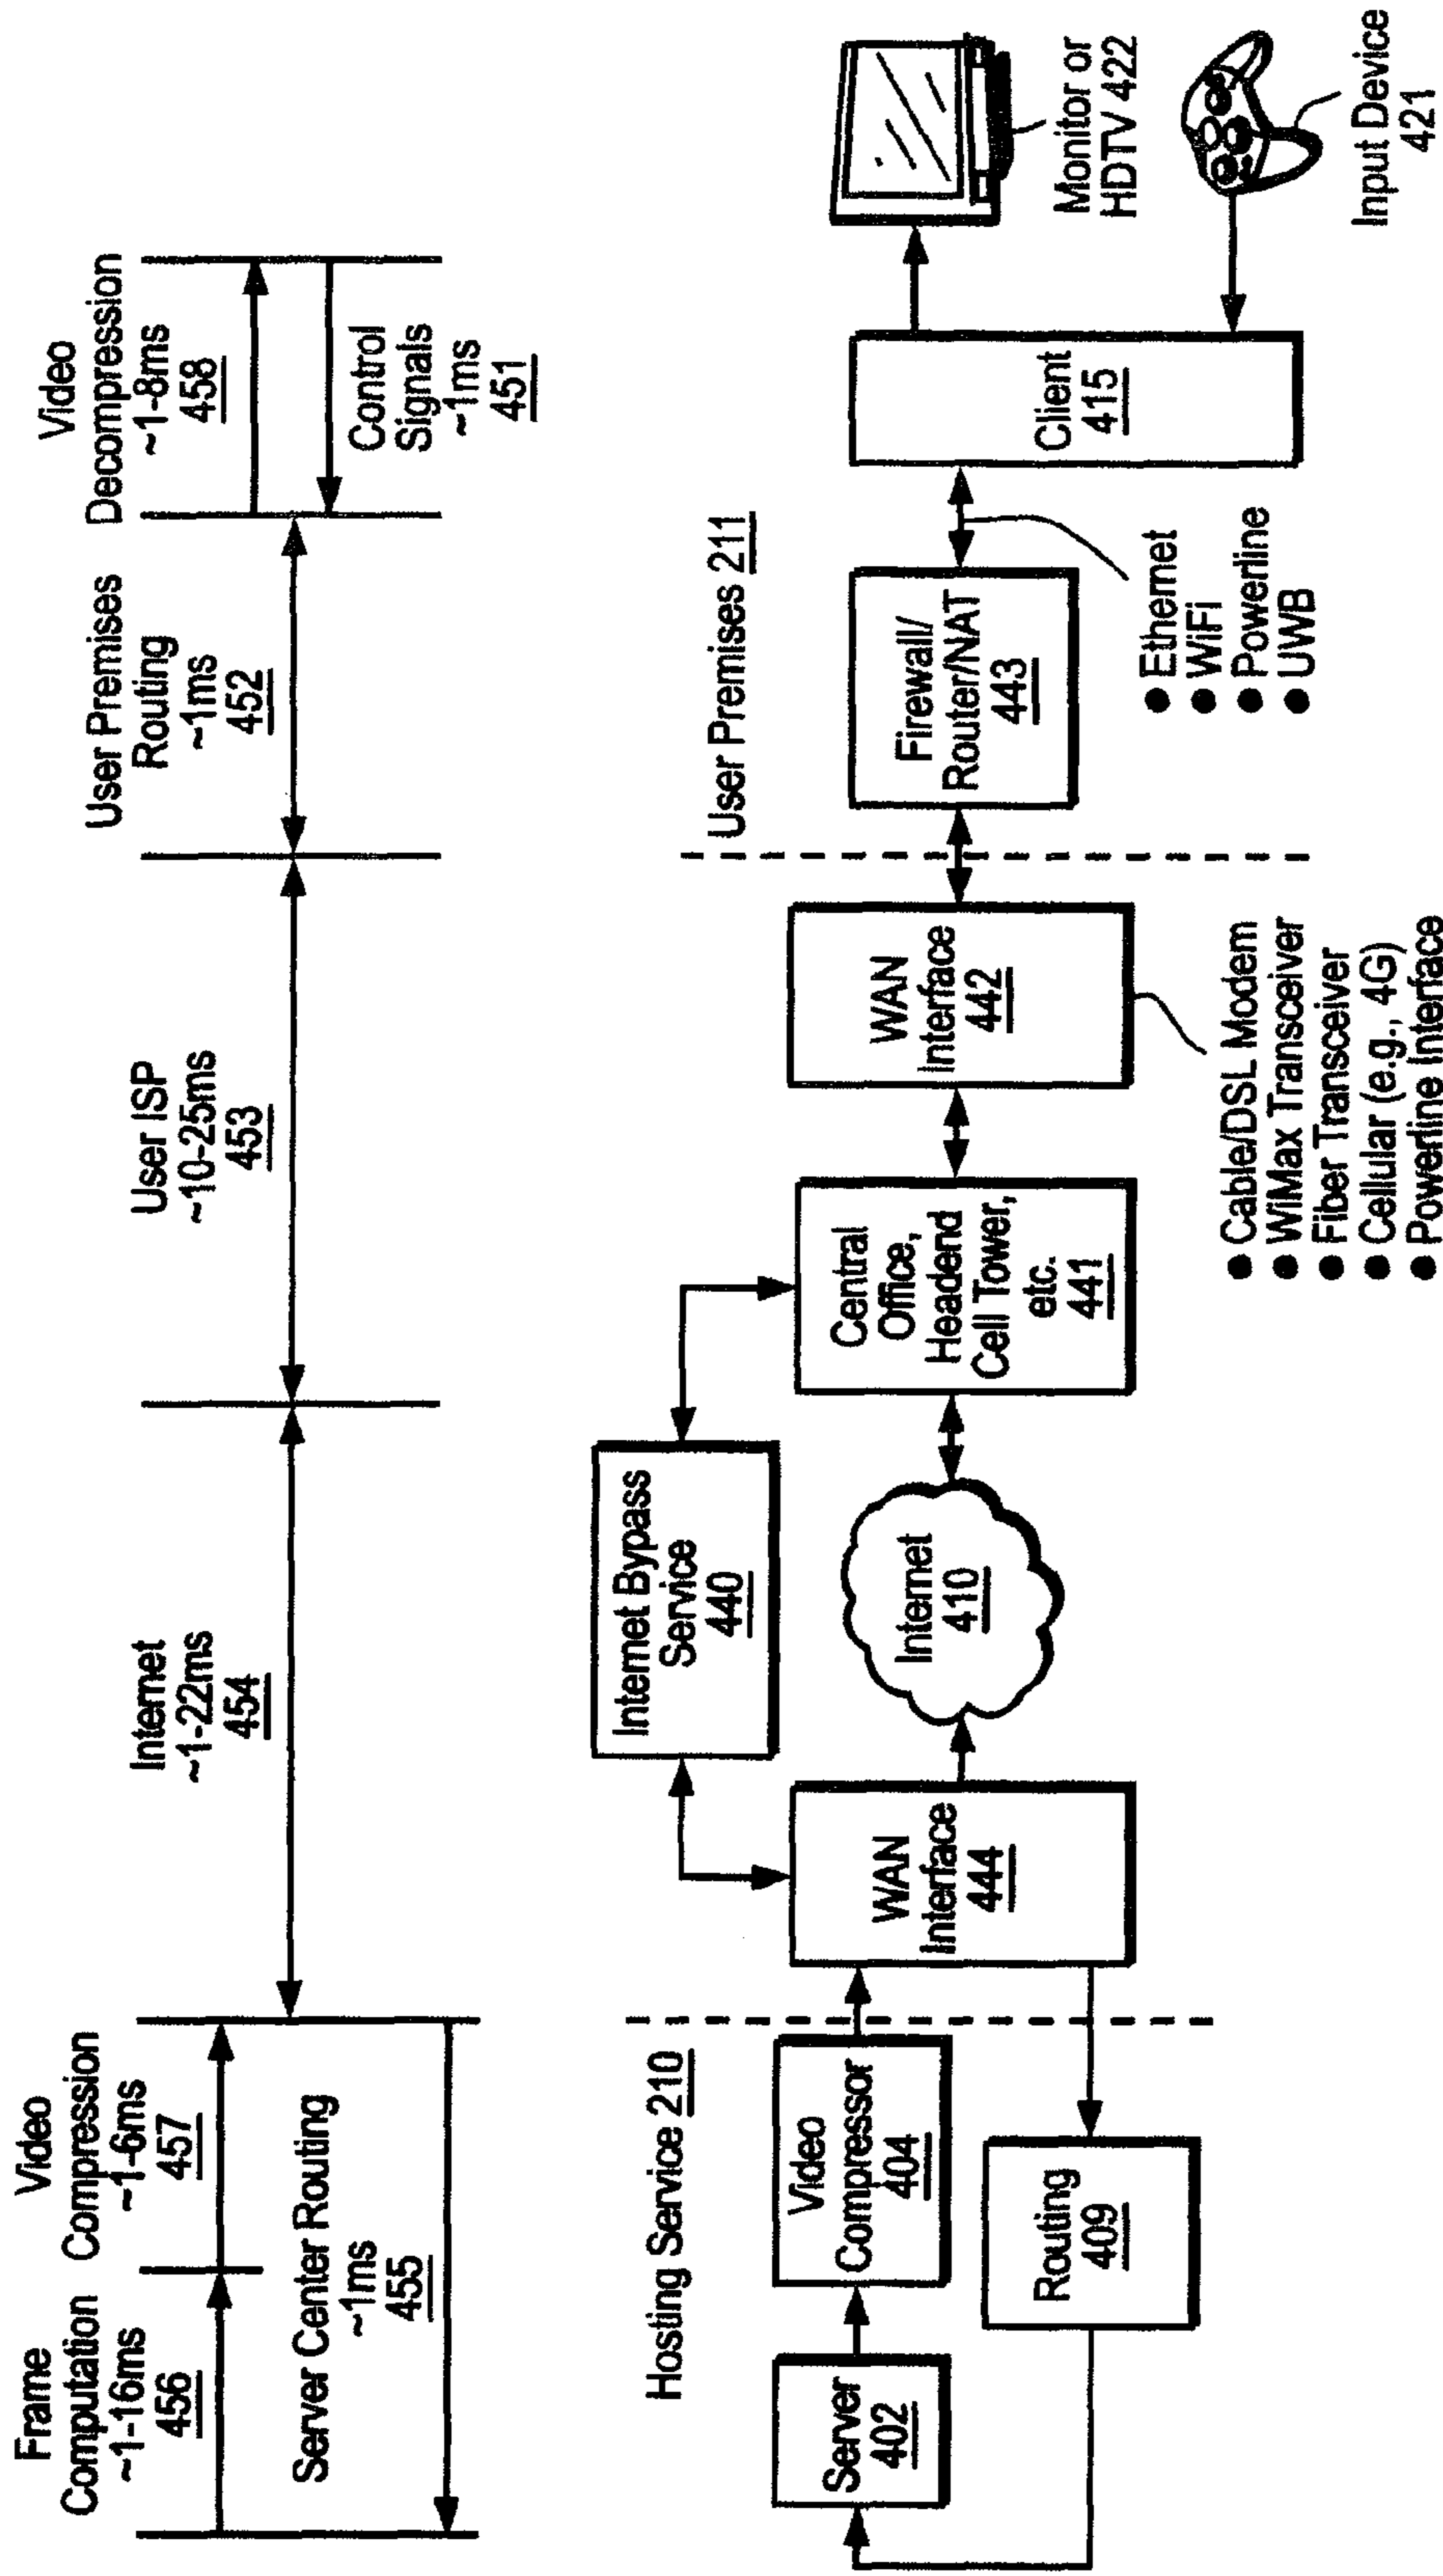 Frame
Computation
~1-16ms
456
Video
Compression
~1-6ms
457
Server Center Routing
~1ms
455
Internet
~1-22ms
454
User ISP
~10-25ms
453
User Premises
Routing
~1ms
452
Video
Decompression
~1-8ms
458
Control
Signals
~1ms
451
Hosting Service 210
Server
402
Video
Compressor
404
Routing
409
WAN
Interface
444
Internet Bypass
Service
440
Internet
410
Central
Office,
Headend
Cell Tower,
etc.
441
WAN
Interface
442
● Cable/DSL Modem
● WiMax Transceiver
● Fiber Transceiver
● Cellular (e.g., 4G)
● Powerline Interface
User Premises 211
Firewall/
Router/NAT
443
● Ethernet
● WiFi
● Powerline
● UWB
Client
415
Monitor or
HDTV 422
Input Device
421